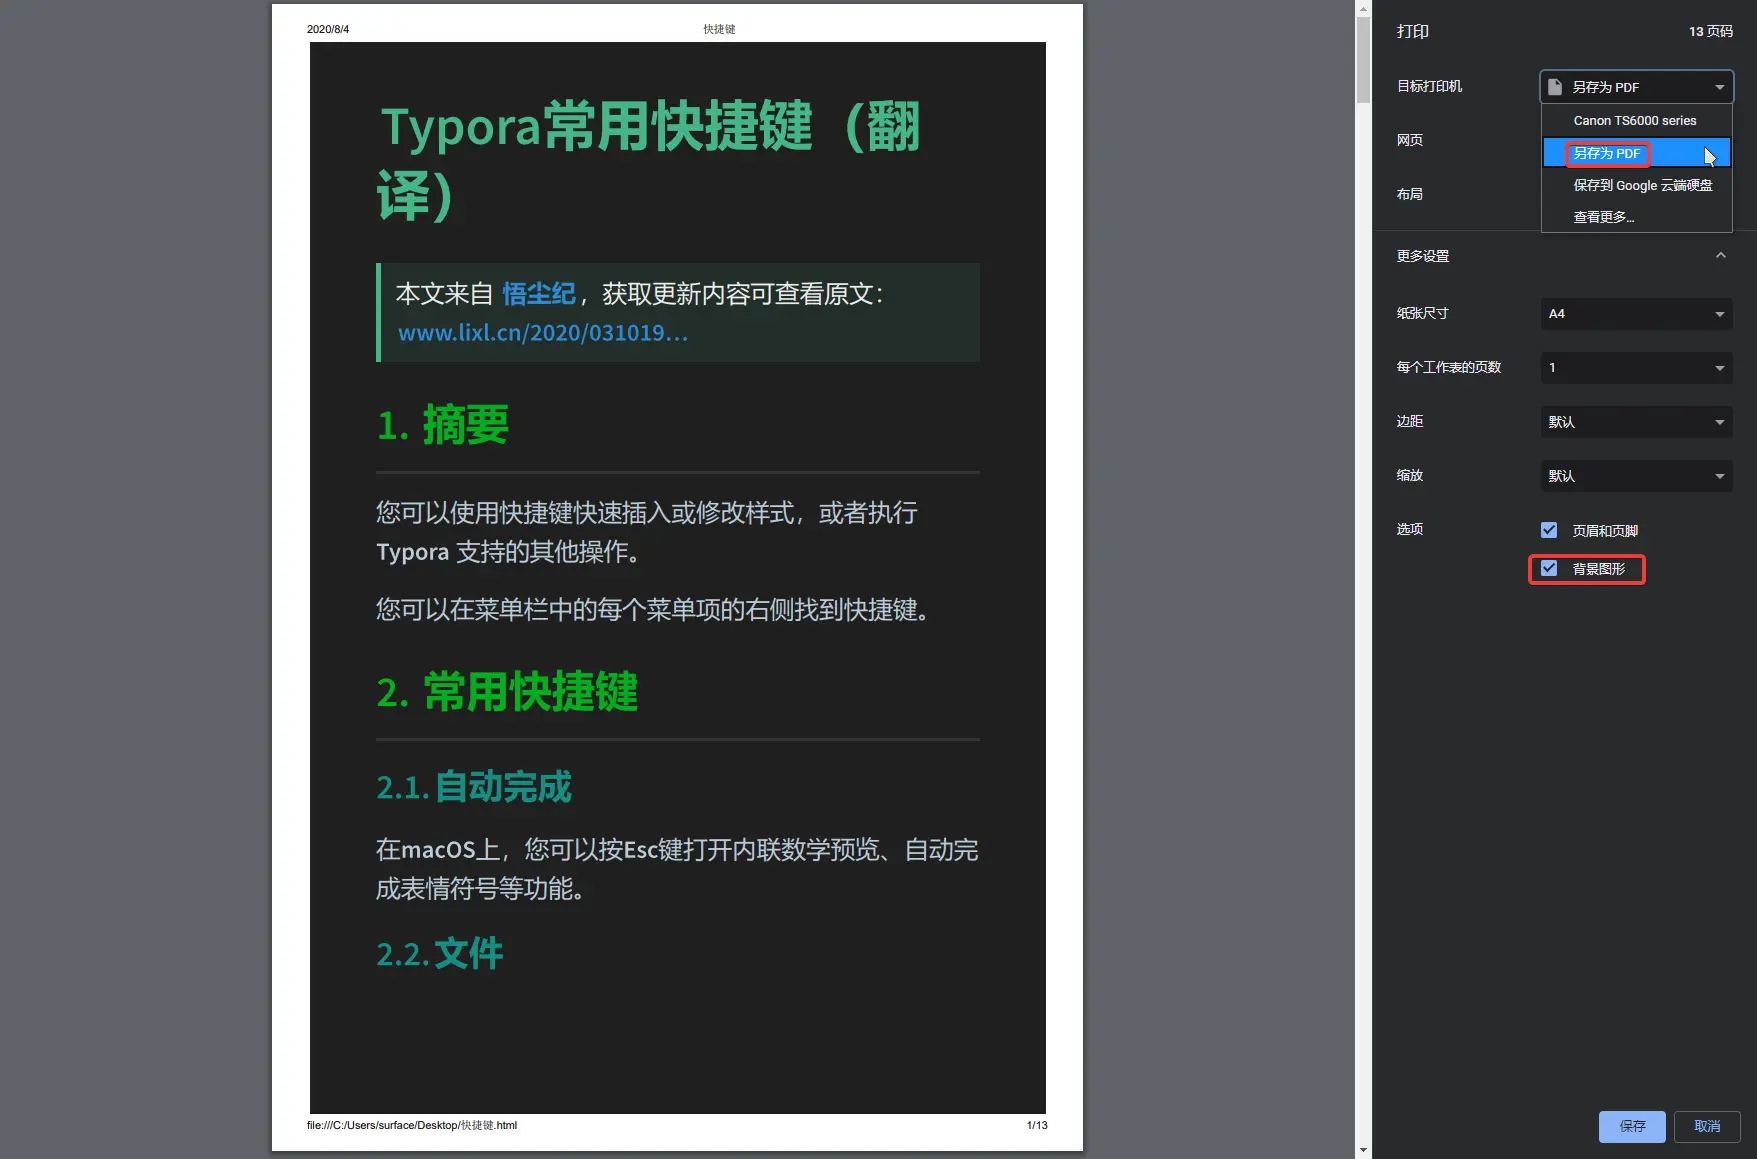 2020/8/4
快捷键
Typora常用快捷键（翻
译）
本文来自 悟尘纪，获取更新内容可查看原文：
www.lixl.cn/2020/031019...
1. 摘要
您可以使用快捷键快速插入或修改样式，或者执行
Typora 支持的其他操作。
您可以在菜单栏中的每个菜单项的右侧找到快捷键。
2. 常用快捷键
2.1. 自动完成
在macOS上，您可以按Esc键打开内联数学预览、自动完
成表情符号等功能。
2.2. 文件
file:///C:/Users/surface/Desktop/快捷键.html
1/13
打印
13 页码
目标打印机
另存为 PDF
Canon TS6000 series
另存为 PDF
保存到 Google 云端硬盘
查看更多...
网页
布局
更多设置
纸张尺寸
A4
每个工作表的页数
1
边距
默认
缩放
默认
选项
页眉和页脚
背景图形
保存
取消